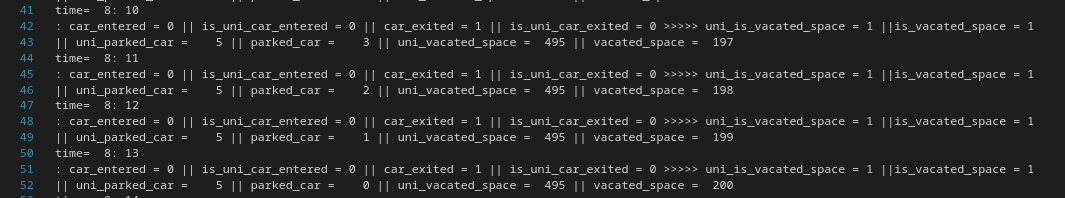 41 time=  8: 10
42 : car_entered = 0 || is_uni_car_entered = 0 || car_exited = 1 || is_uni_car_exited = 0 >>>>> uni_is_vacated_space = 1 ||is_vacated_space = 1
43 || uni_parked_car =    5 || parked_car =    3 || uni_vacated_space =  495 || vacated_space =  197
44 time=  8: 11
45 : car_entered = 0 || is_uni_car_entered = 0 || car_exited = 1 || is_uni_car_exited = 0 >>>>> uni_is_vacated_space = 1 ||is_vacated_space = 1
46 || uni_parked_car =    5 || parked_car =    2 || uni_vacated_space =  495 || vacated_space =  198
47 time=  8: 12
48 : car_entered = 0 || is_uni_car_entered = 0 || car_exited = 1 || is_uni_car_exited = 0 >>>>> uni_is_vacated_space = 1 ||is_vacated_space = 1
49 || uni_parked_car =    5 || parked_car =    1 || uni_vacated_space =  495 || vacated_space =  199
50 time=  8: 13
51 : car_entered = 0 || is_uni_car_entered = 0 || car_exited = 1 || is_uni_car_exited = 0 >>>>> uni_is_vacated_space = 1 ||is_vacated_space = 1
52 || uni_parked_car =    5 || parked_car =    0 || uni_vacated_space =  495 || vacated_space =  200